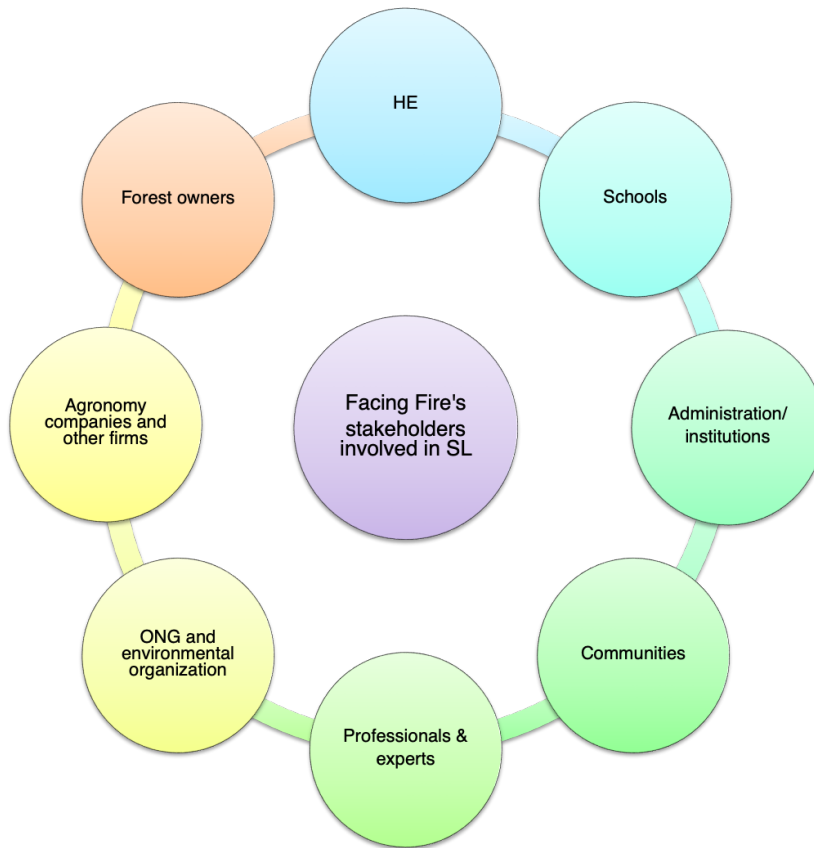 HE
Schools
Administration/
institutions
Communities
Professionals &
experts
ONG and
environmental
organization
Agronomy
companies and
other firms
Forest owners
Facing Fire's
stakeholders
involved in SL